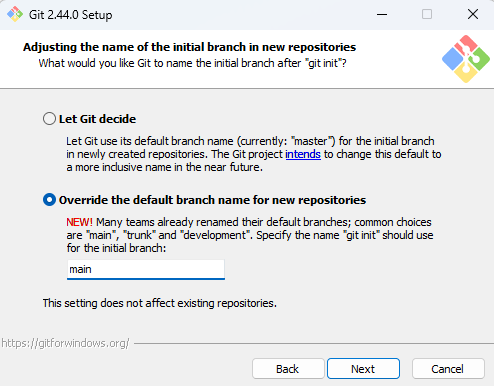 Git 2.44.0 Setup
Adjusting the name of the initial branch in new repositories
What would you like Git to name the initial branch after "git init"?
Let Git decide
Let Git use its default branch name (currently: "master") for the initial branch
in newly created repositories. The Git project intends to change this default to
a more inclusive name in the near future.
Override the default branch name for new repositories
NEW! Many teams already renamed their default branches; common choices
are "main", "trunk" and "development". Specify the name "git init" should use
for the initial branch:
main
This setting does not affect existing repositories.
https://gitforwindows.org/
Back
Next
Cancel